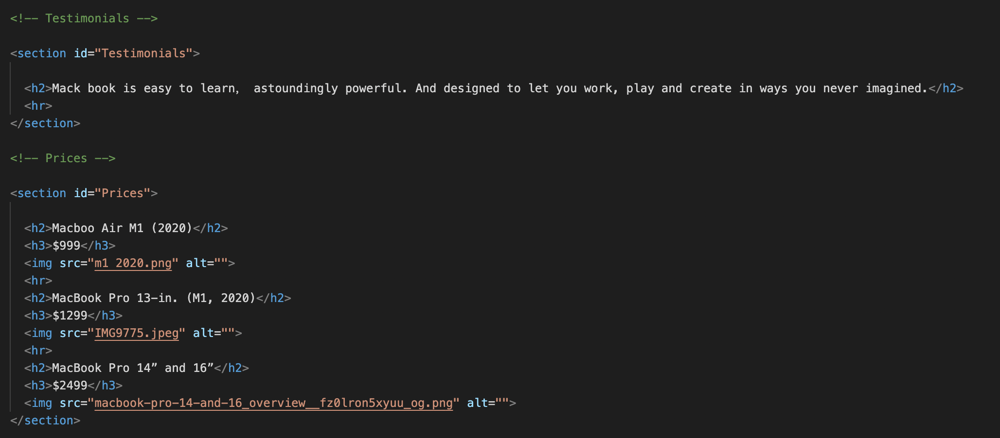 <!-- Testimonials -->
<section id="Testimonials">
<h2>Mack book is easy to learn,  astoundingly powerful. And designed to let you work, play and create in ways you never imagined.</h2>
<hr>
</section>
<!-- Prices -->
<section id="Prices">
<h2>Macboo Air M1 (2020)</h2>
<h3>$999</h3>
<img src="m1 2020.png" alt="">
<hr>
<h2>MacBook Pro 13-in. (M1, 2020)</h2>
<h3>$1299</h3>
<img src="IMG9775.jpeg" alt="">
<hr>
<h2>MacBook Pro 14” and 16”</h2>
<h3>$2499</h3>
<img src="macbook-pro-14-and-16_overview__fz0lron5xyuu_og.png" alt="">
</section>